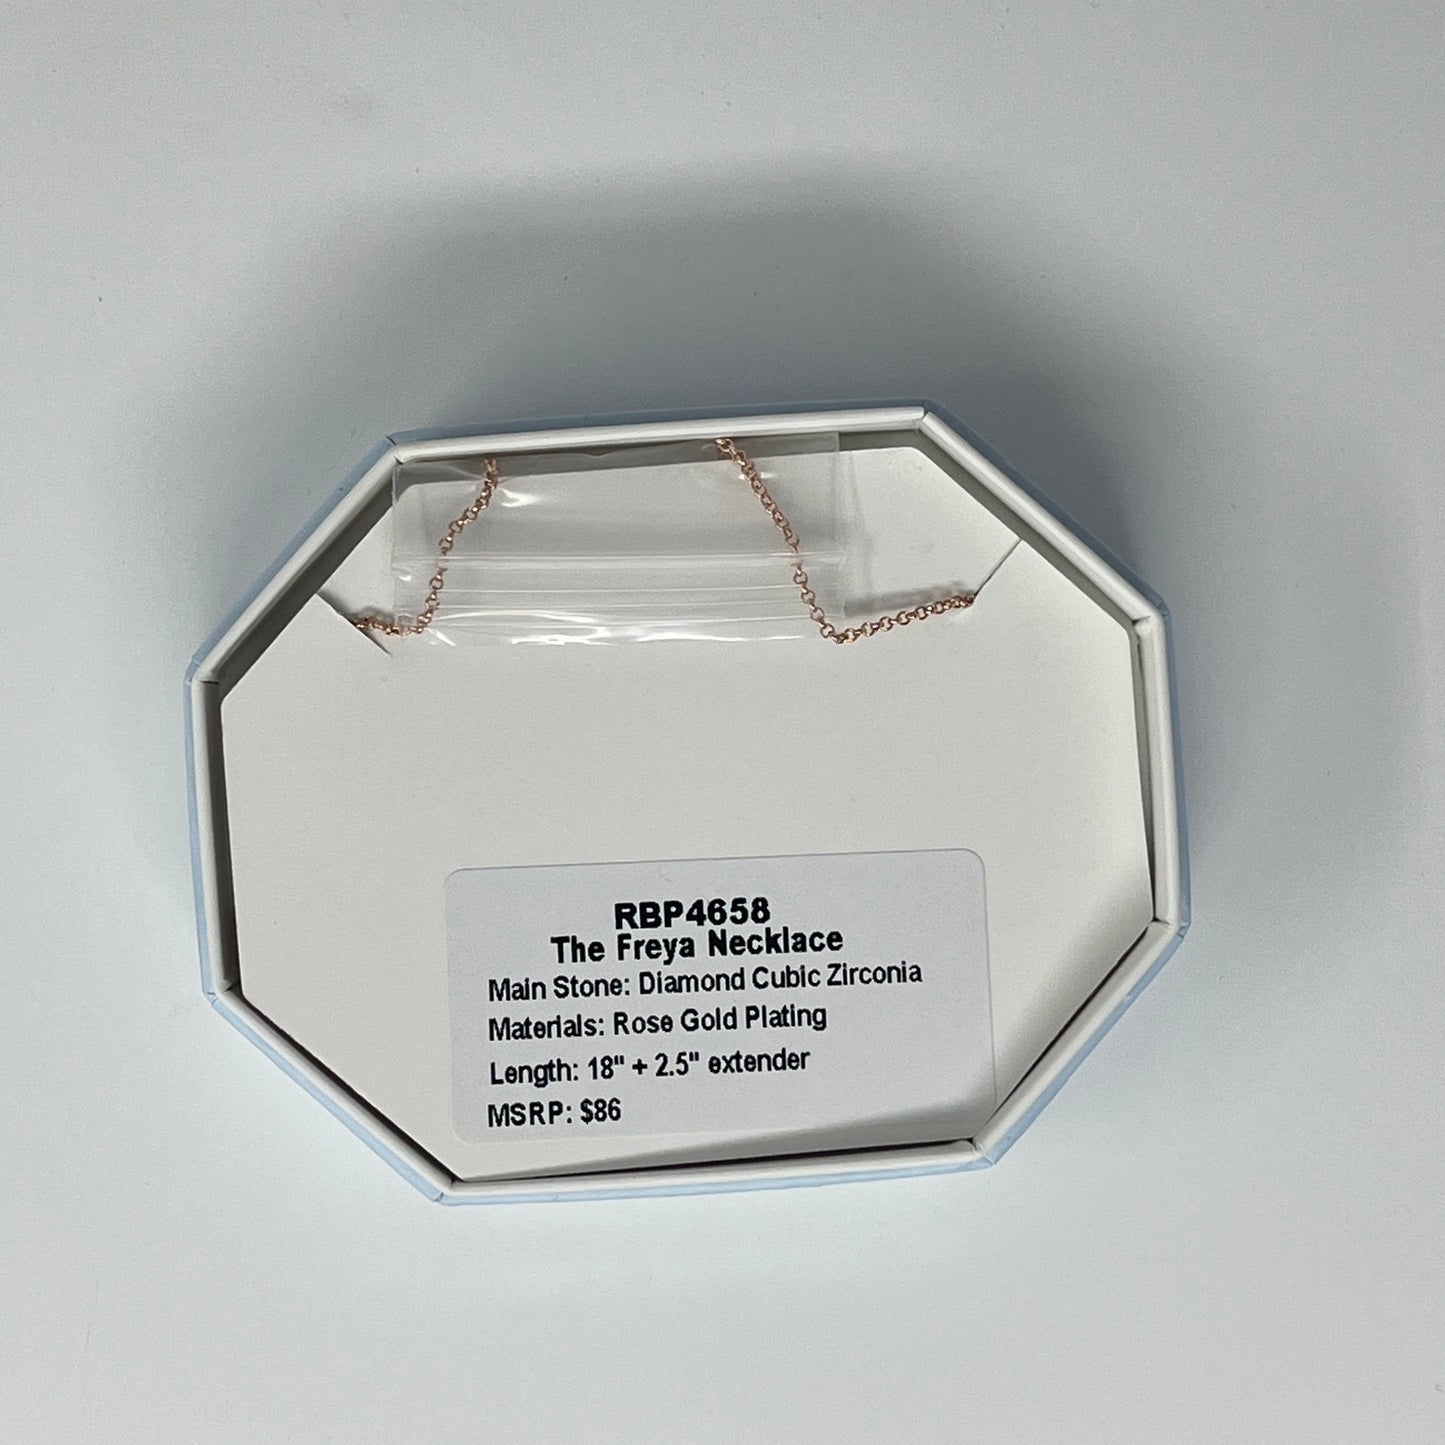 RBP4658
The Freya Necklace
Main Stone: Diamond Cubic Zirconia
Materials: Rose Gold Plating
Length: 18" + 2.5" extender
MSRP: $86